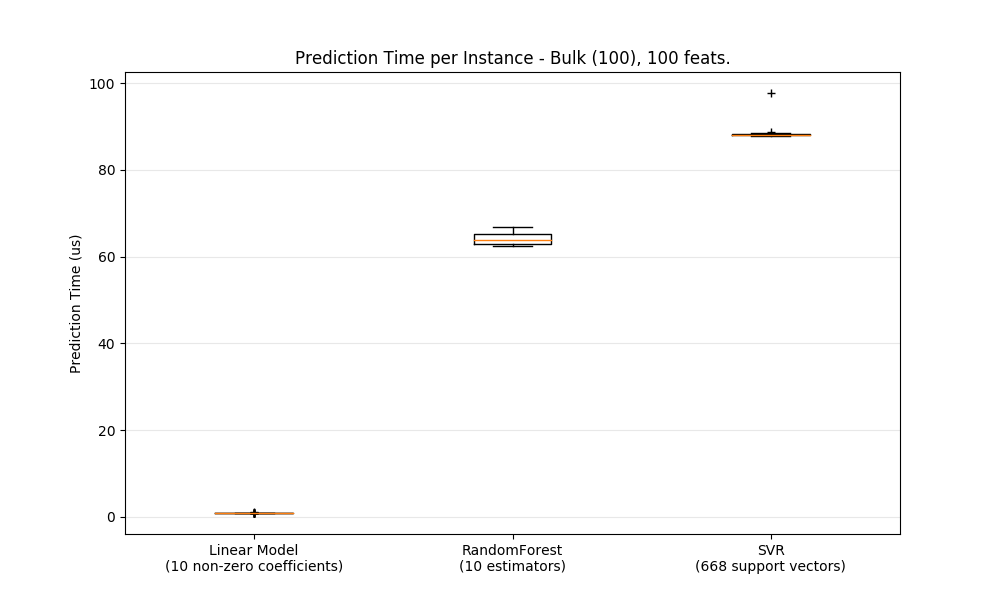 Prediction Time per Instance - Bulk (100), 100 feats.
100
80
60
40
20
0
Prediction Time (us)
Linear Model
(10 non-zero coefficients)
RandomForest
(10 estimators)
SVR
(668 support vectors)